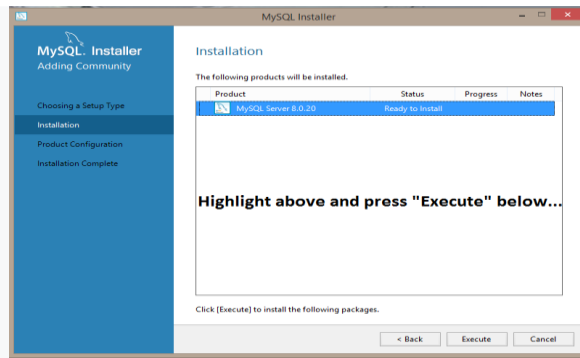 MySQL Installer
MySQL. Installer
Adding Community
Choosing a Setup Type
Installation
Product Configuration
Installation Complete
Installation
The following products will be installed.
Product Status Progress Notes
MySQL Server 8.0.20 Ready to Install
Highlight above and press "Execute" below...
Click [Execute] to install the following packages.
< Back Execute Cancel